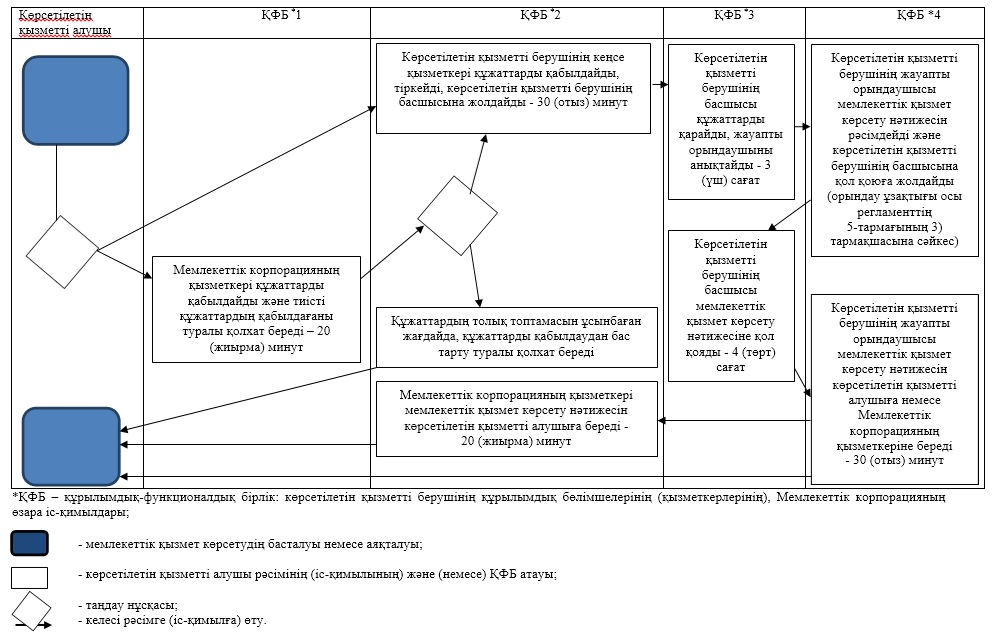 Көрсетілетін
қызметті алушы
ҚФБ *1
ҚФБ *2
ҚФБ *3
ҚФБ *4
Көрсетілетін қызметті берушінің кеңсе
қызметкері құжаттарды қабылдайды,
тіркейді, көрсетілетін қызметті берушінің
басшысына жолдайды - 30 (отыз) минут
Көрсетілетін
қызметті
берушінің
басшысы
құжаттарды
қарайды, жауапты
орындаушыны
анықтайды - 3
(үш) сағат
Көрсетілетін қызметті
берушінің жауапты
орындаушысы
мемлекеттік қызмет
көрсету нәтижесін
рәсімдейді және
көрсетілетін қызметті
берушінің басшысына
қол қоюға жолдайды
(орындау ұзақтығы осы
регламенттің
5-тармағының 3)
тармақшасына сәйкес)
Мемлекеттік корпорацияның
қызметкері құжаттарды
қабылдайды және тиісті
құжаттардың қабылдағаны
туралы қолхат береді – 20
(жиырма) минут
Құжаттардың толық топтамасын ұсынбаған
жағдайда, құжаттарды қабылдаудан бас
тарту туралы қолхат береді
Көрсетілетін
қызметті
берушінің
басшысы
мемлекеттік
қызмет көрсету
нәтижесіне қол
қояды - 4 (төрт)
сағат
Көрсетілетін қызметті
берушінің жауапты
орындаушысы
мемлекеттік қызмет
көрсету нәтижесін
көрсетілетін қызметті
алушыға немесе
Мемлекеттік
корпорацияның
қызметкеріне береді
- 30 (отыз) минут
Мемлекеттік корпорацияның қызметкері
мемлекеттік қызмет көрсету нәтижесін
көрсетілетін қызметті алушыға береді -
20 (жиырма) минут
*ҚФБ – құрылымдық-функционалдық бірлік: көрсетілетін қызметті берушінің құрылымдық бөлімшелерінің (қызметкерлерінің), Мемлекеттік корпорацияның
өзара іс-қимылдары;
- мемлекеттік қызмет көрсетудің басталуы немесе аяқталуы;
- көрсетілетін қызметті алушы рәсімінің (іс-қимылының) және (немесе) ҚФБ атауы;
- таңдау нұсқасы;
- келесі рәсімге (іс-қимылға) өту.